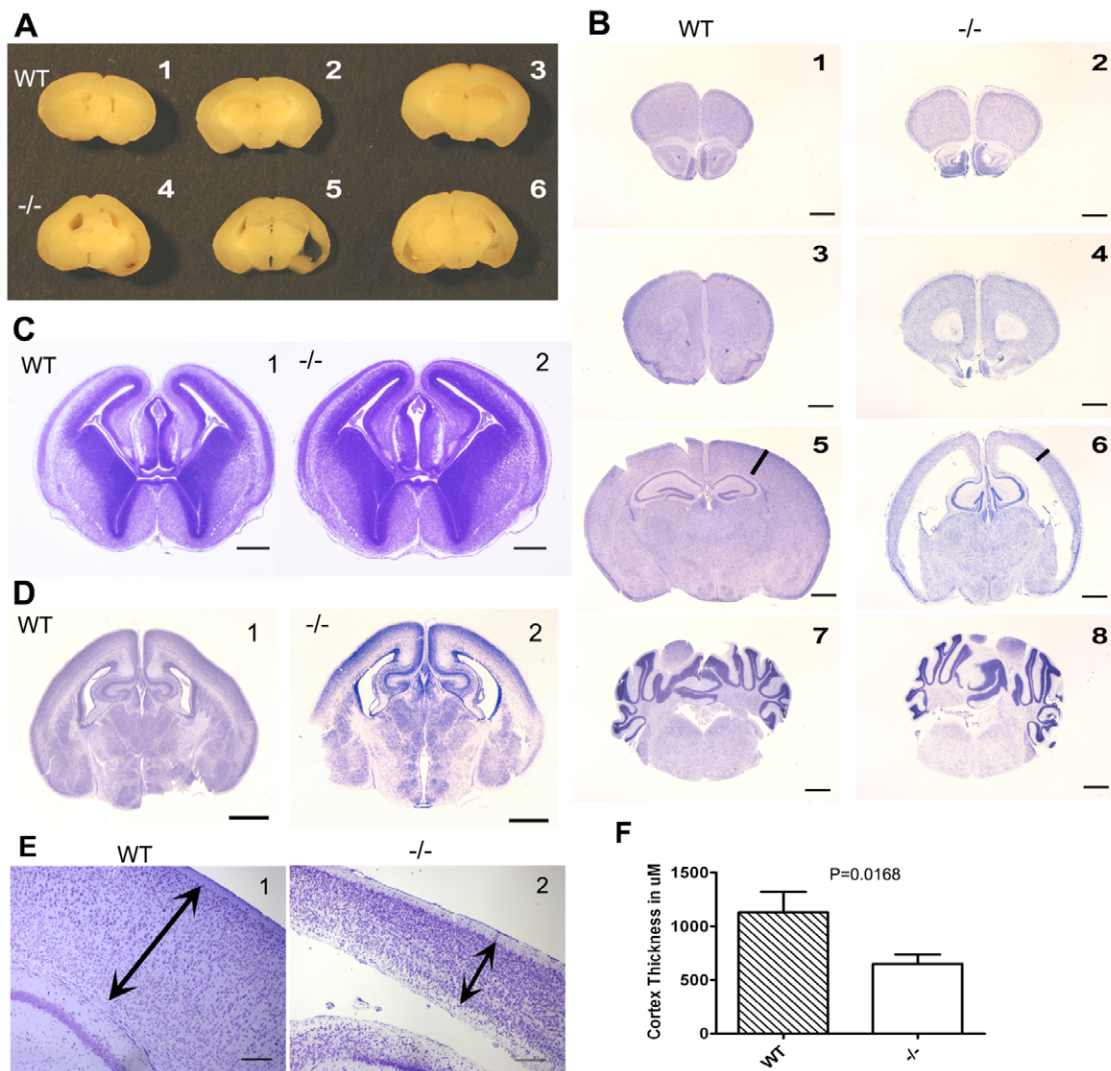 A
WT 1 2 3
-/- 4 5 6
B
WT -/-
1 2
3 4
5 6
7 8
C
WT 1 -/- 2
D
WT 1 -/- 2
E
WT -/-
1 2
F
P=0.0168
Cortex Thickness in uM
1500
1000
500
0
WT -/-